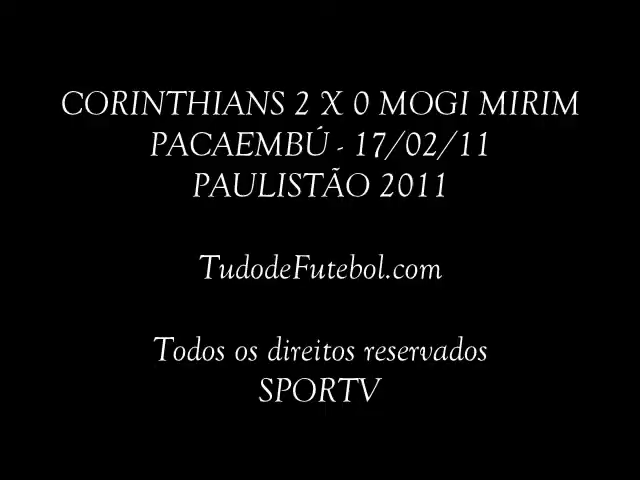 CORINTHIANS 2 X 0 MOGI MIRIM
PACAEMBÚ - 17/02/11
PAULISTÃO 2011
TudodeFutebol.com
Todos os direitos reservados
SPORTV